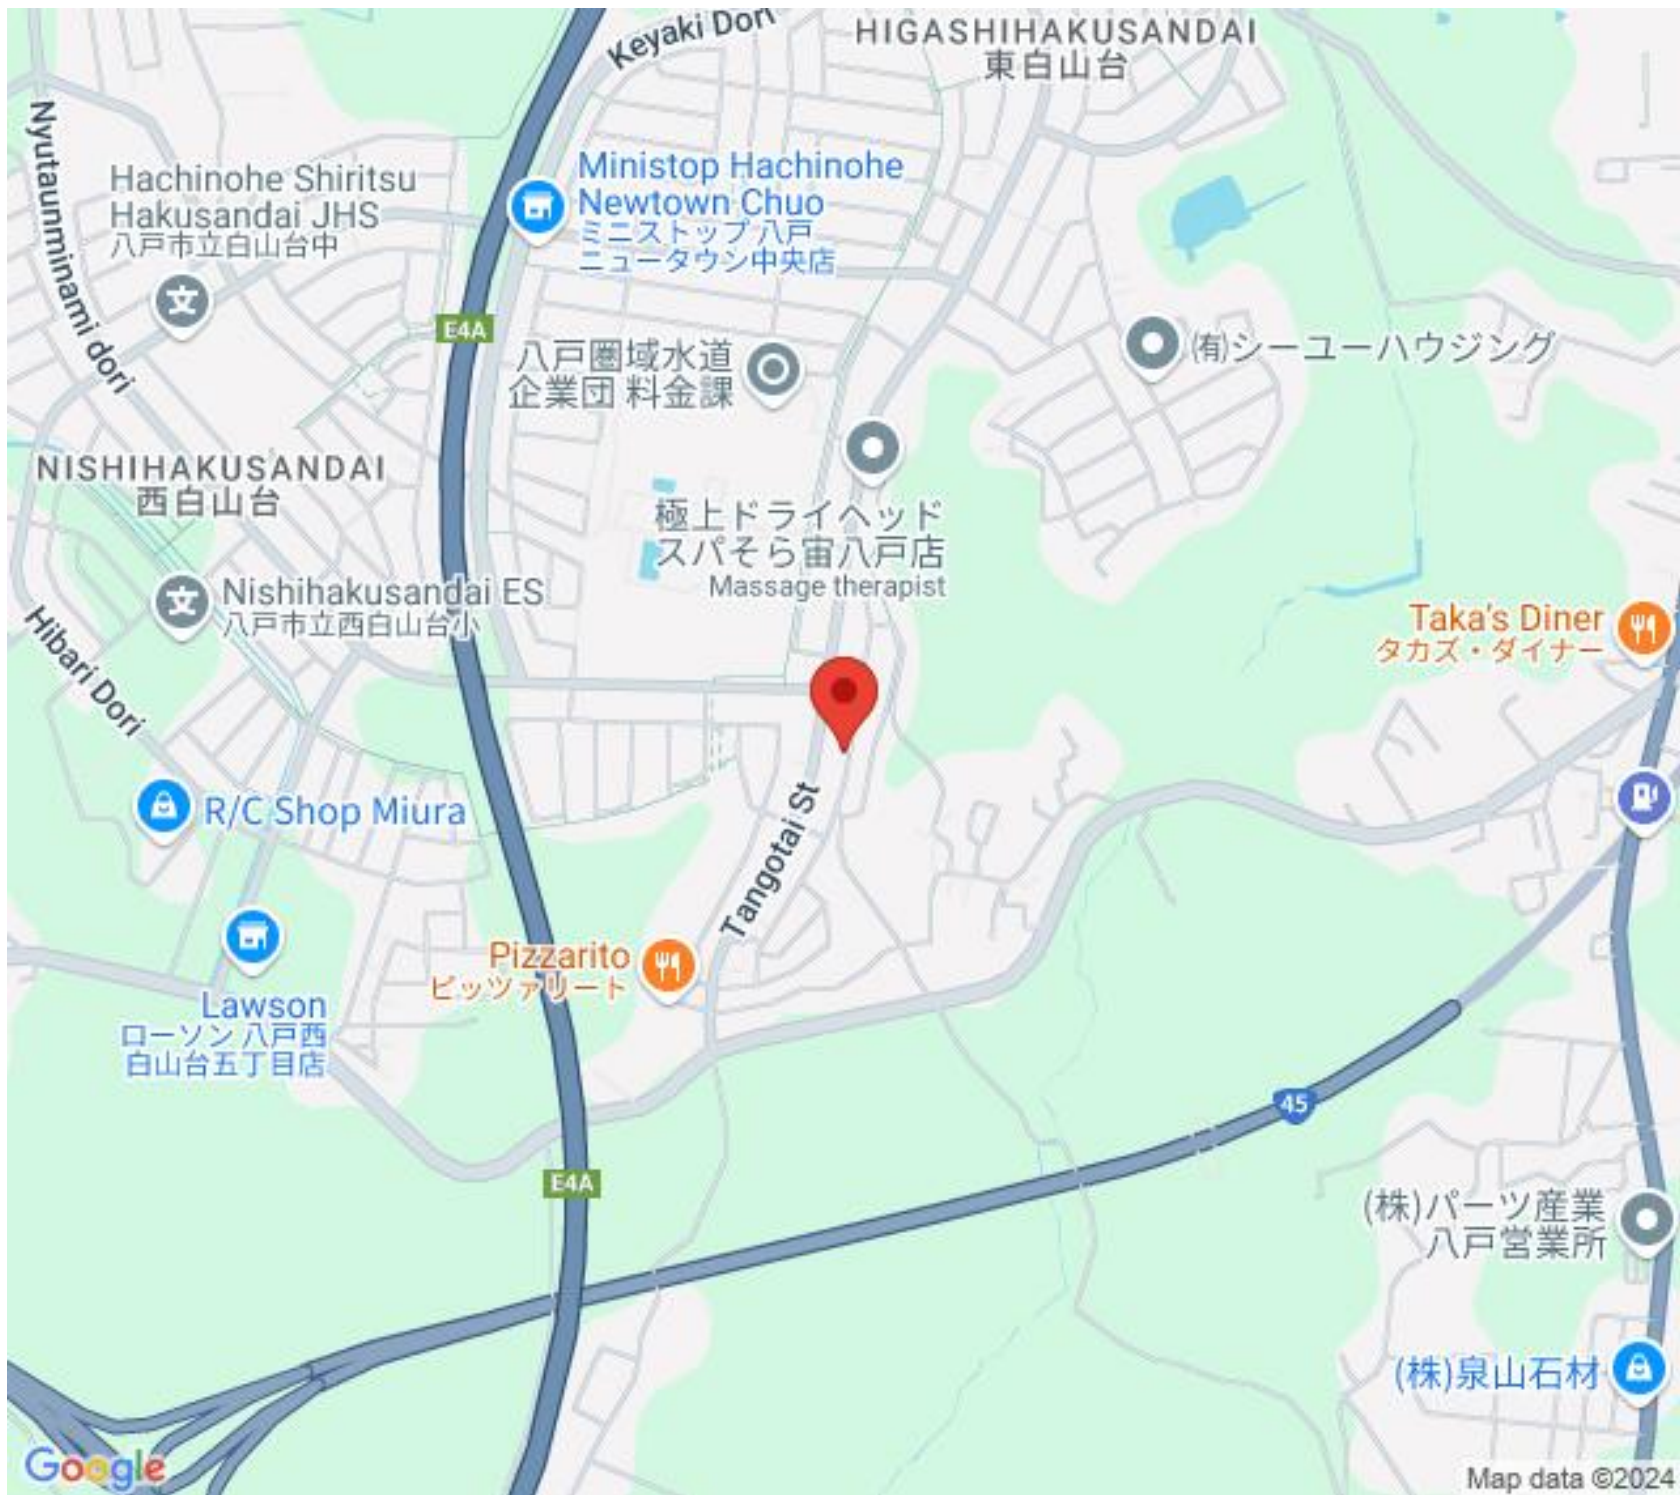 Keyaki Dori
HIGASHIHAKUSANDAI
東白山台
Nyutaunminami dori
Hachinohe Shiritsu
Hakusandai JHS
八戸市立白山台中
文
Ministop Hachinohe
Newtown Chuo
ミニストップ 八戸
ニュータウン中央店
E4A
八戸圏域水道
企業団 料金課
(有)シーユーハウジング
NISHIHAKUSANDAI
西白山台
極上ドライヘッド
スパそら宙八戸店
Massage therapist
文
Nishihakusandai ES
八戸市立西白山台小
Hibari Dori
Taka's Diner
タカズ・ダイナー
R/C Shop Miura
Tangotai St
Pizzarito
ピッツァリート
Lawson
ローソン 八戸西
白山台五丁目店
45
E4A
(株)パーツ産業
八戸営業所
(株)泉山石材
Google
Map data ©2024